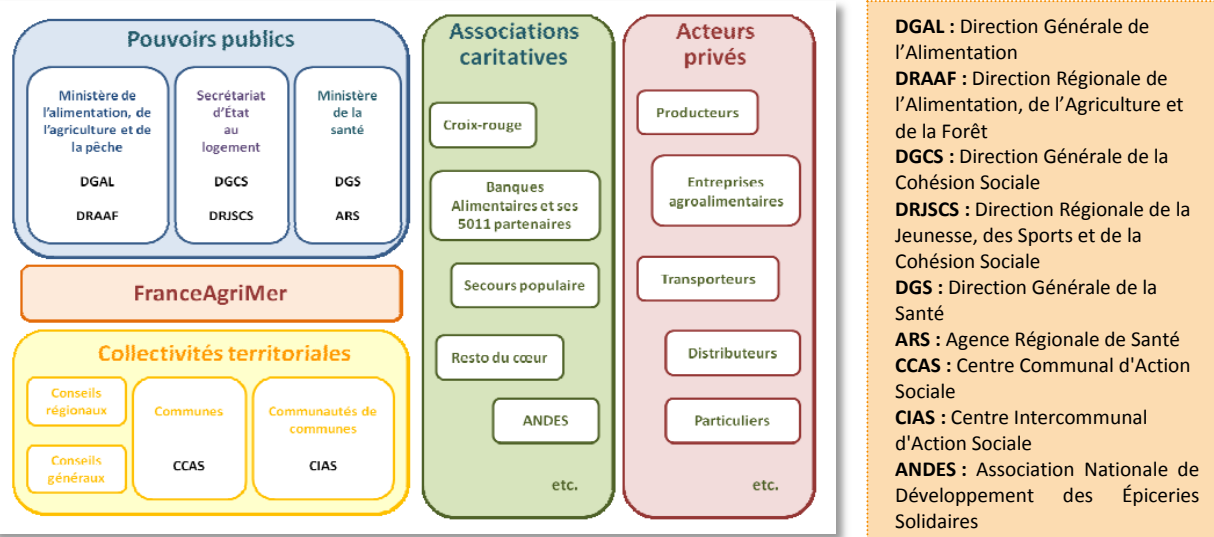 Pouvoirs publics
Ministère de
l'alimentation, de
l'agriculture et de
la pêche
DGAL
DRAAF
Secrétariat
d'État
au
logement
DGCS
DRJSCS
Ministère
de la
santé
DGS
ARS
FranceAgriMer
Collectivités territoriales
Conseils
régionaux
Conseils
généraux
Communes
CCAS
Communautés de
communes
CIAS
Associations
caritatives
Croix-rouge
Banques
Alimentaires et ses
5011 partenaires
Secours populaire
Resto du cœur
ANDES
etc.
Acteurs
privés
Producteurs
Entreprises
agroalimentaires
Transporteurs
Distributeurs
Particuliers
etc.
DGAL : Direction Générale de
l'Alimentation
DRAAF : Direction Régionale de
l'Alimentation, de l'Agriculture et
de la Forêt
DGCS : Direction Générale de la
Cohésion Sociale
DRJSCS : Direction Régionale de la
Jeunesse, des Sports et de la
Cohésion Sociale
DGS : Direction Générale de la
Santé
ARS : Agence Régionale de Santé
CCAS : Centre Communal d'Action
Sociale
CIAS : Centre Intercommunal
d'Action Sociale
ANDES : Association Nationale de
Développement des Épiceries
Solidaires